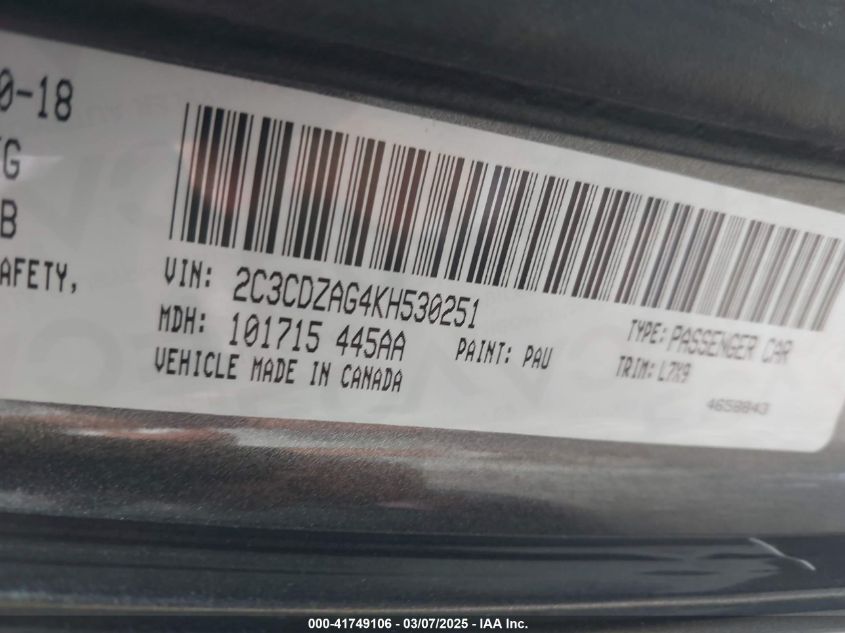 0-18
G
B
AFETY,
VIN: 2C3CDZAG4KH530251
MDH: 101715 445AA
PAINT: PAU
TYPE: PASSENGER CAR
TRIM: L7X9
VEHICLE MADE IN CANADA
4658843
000-41749106 - 03/07/2025 - IAA Inc.